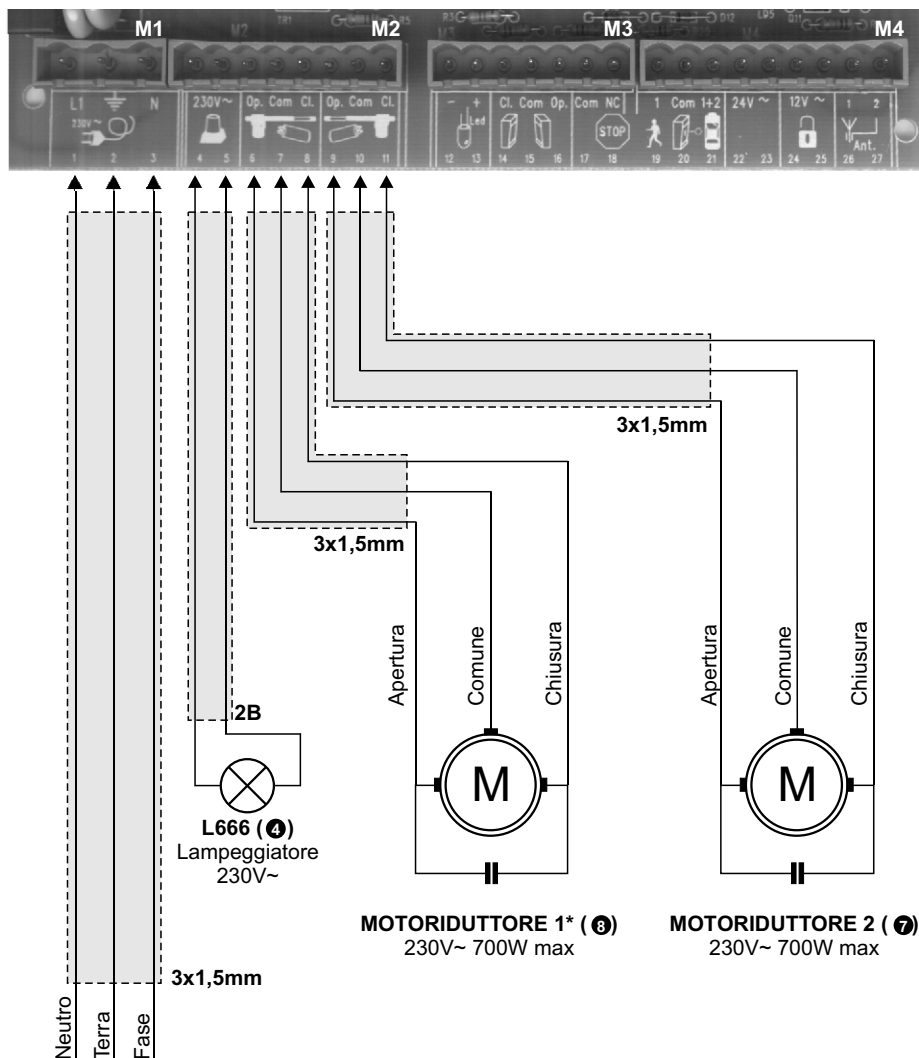 M1 M2 M3 M4
L1 N
230V~
230V~
Op. Com Cl.
Op. Com Cl.
- +
Led
Cl. Com Op.
Com NC
STOP
1 Com 1+2
24V ~
12V ~
1 2
Ant.
1 2 3 4 5 6 7 8 9 10 11 12 13 14 15 16 17 18 19 20 21 22 23 24 25 26 27
3x1,5mm
3x1,5mm
Apertura
Comune
Chiusura
Apertura
Comune
Chiusura
2B
M
M
L666 (4)
Lampeggiatore
230V~
MOTORIDUTTORE 1* (8)
230V~ 700W max
MOTORIDUTTORE 2 (7)
230V~ 700W max
3x1,5mm
Neutro
Terra
Fase